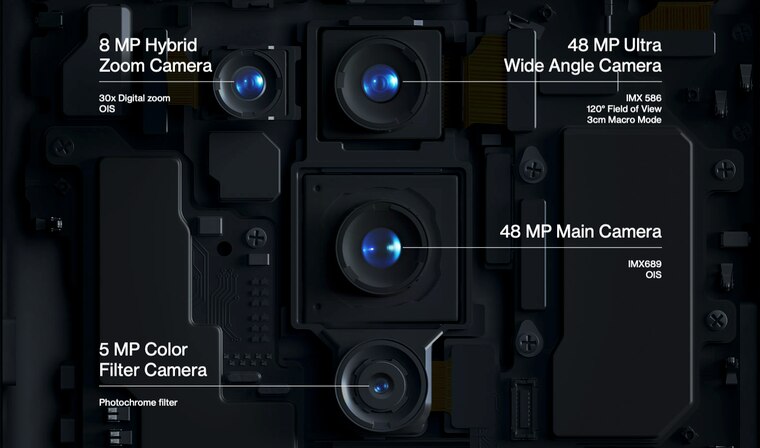 8 MP Hybrid
Zoom Camera
30x Digital zoom
OIS
48 MP Ultra
Wide Angle Camera
IMX 586
120° Field of View
3cm Macro Mode
48 MP Main Camera
IMX689
OIS
5 MP Color
Filter Camera
Photochrome filter